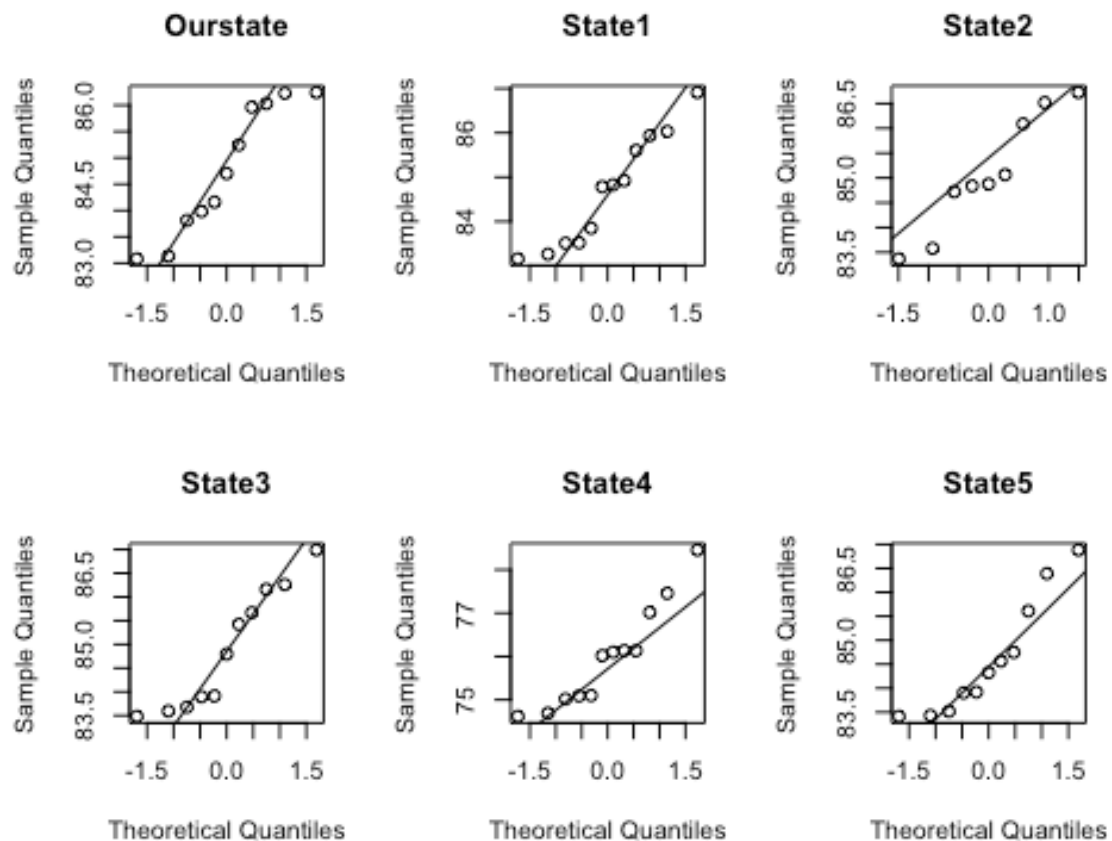 Ourstate
Sample Quantiles
83.0 84.5 86.0
-1.5 0.0 1.5
Theoretical Quantiles
State1
Sample Quantiles
84 86
-1.5 0.0 1.5
Theoretical Quantiles
State2
Sample Quantiles
83.5 85.0 86.5
-1.5 0.0 1.0
Theoretical Quantiles
State3
Sample Quantiles
83.5 85.0 86.5
-1.5 0.0 1.5
Theoretical Quantiles
State4
Sample Quantiles
75 77
-1.5 0.0 1.5
Theoretical Quantiles
State5
Sample Quantiles
83.5 85.0 86.5
-1.5 0.0 1.5
Theoretical Quantiles